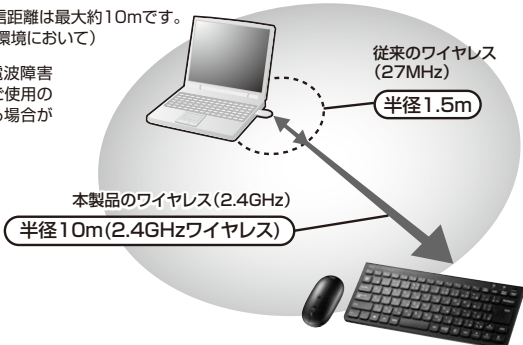 信距離は最大約10mです。
環境において)
電波障害
ご使用の
場合が
従来のワイヤレス
(27MHz)
半径1.5m
本製品のワイヤレス(2.4GHz)
半径10m(2.4GHzワイヤレス)